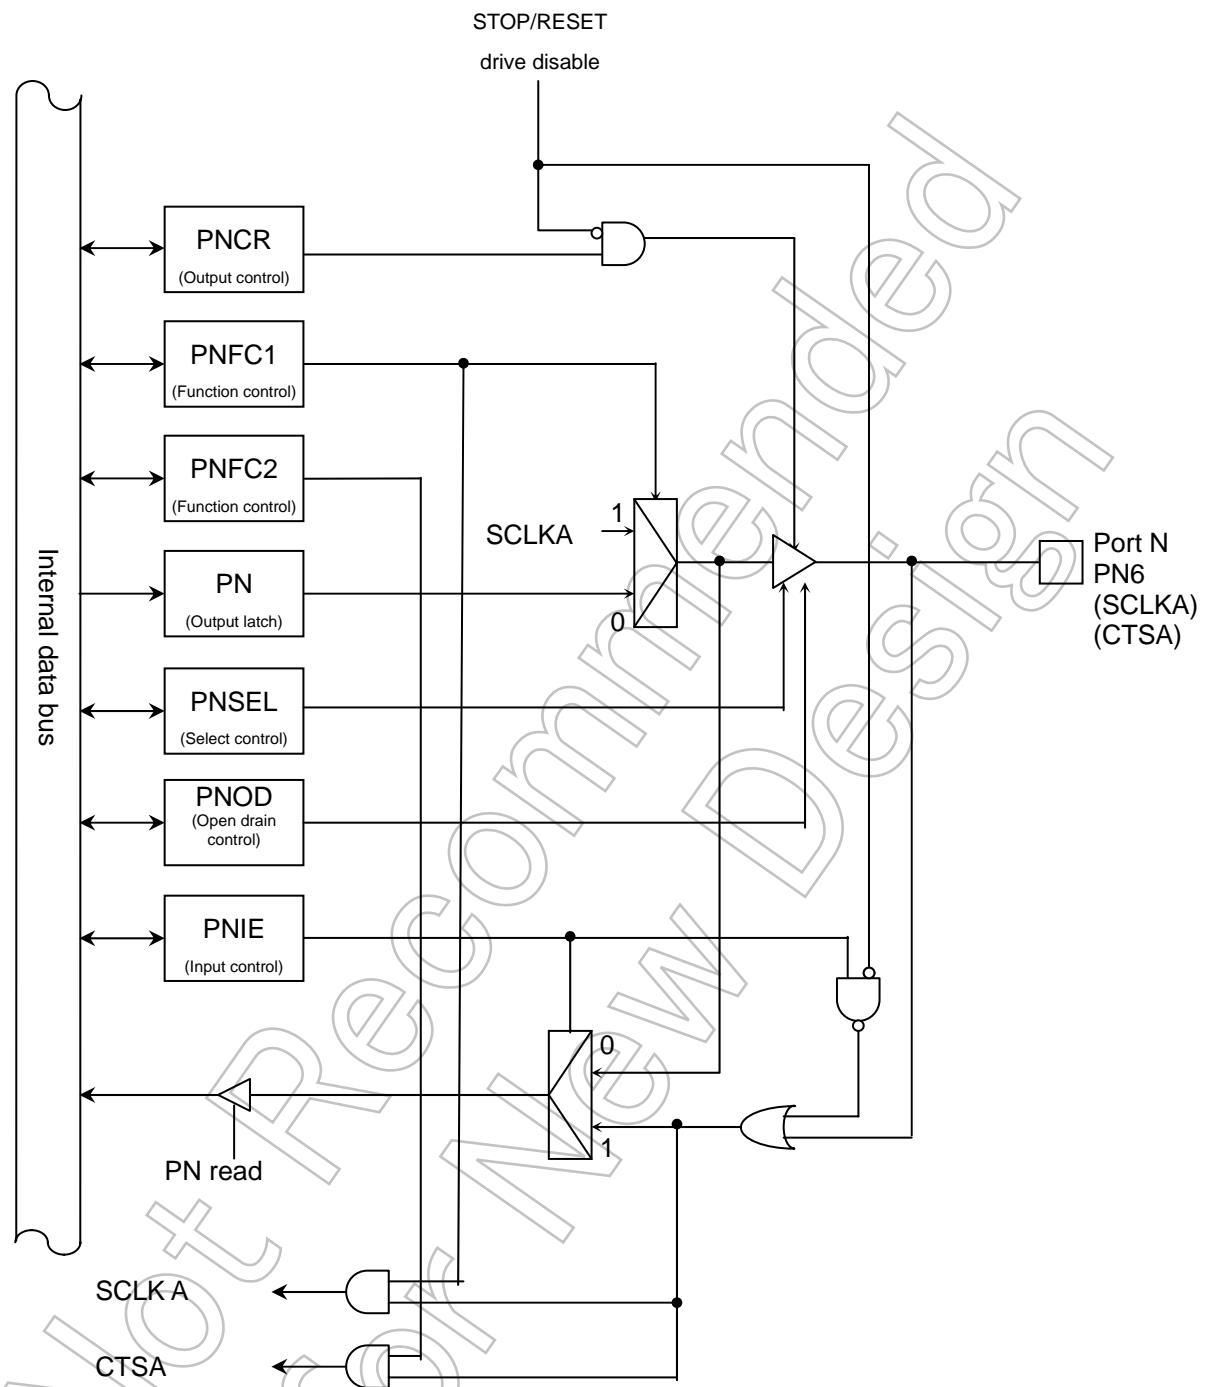 STOP/RESET
drive disable
PNCR
(Output control)
PNFC1
(Function control)
PNFC2
(Function control)
1
SCLKA
0
PN
(Output latch)
Port N
PN6
(SCLKA)
(CTSA)
Internal data bus
PNSEL
(Select control)
PNOD
(Open drain
control)
PNIE
(Input control)
0
1
PN read
SCLK A
CTSA
Not Recommended
for New Design